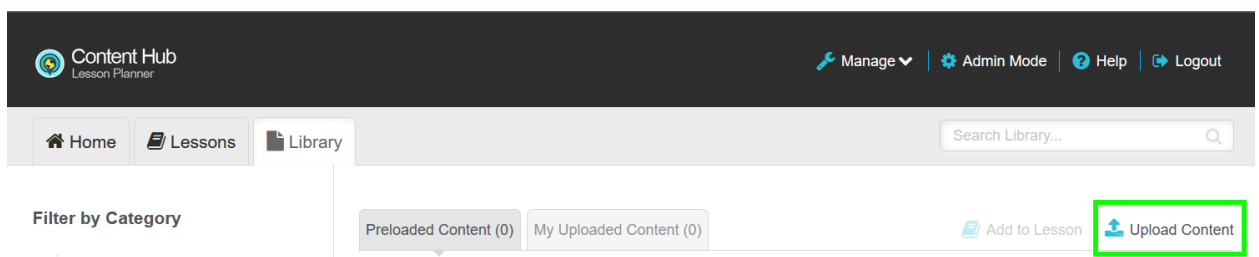 Content Hub
Lesson Planner
Manage
Admin Mode
Help
Logout
Home
Lessons
Library
Search Library...
Filter by Category
Preloaded Content (0)
My Uploaded Content (0)
Add to Lesson
Upload Content